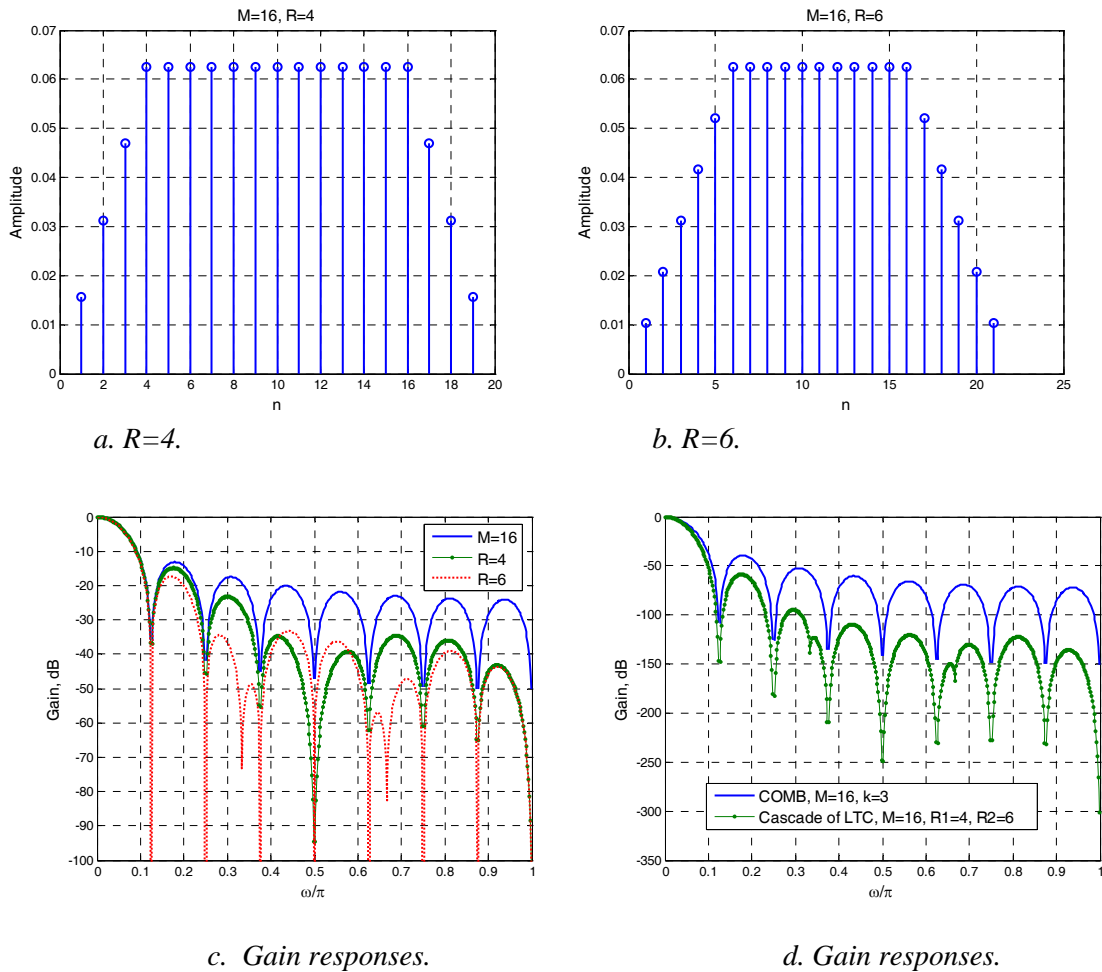 M=16, R=4
0.07
0.06
0.05
0.04
0.03
0.02
0.01
0
Amplitude
0 2 4 6 8 10 12 14 16 18 20
n
a. R=4.
M=16, R=6
0.07
0.06
0.05
0.04
0.03
0.02
0.01
0
Amplitude
0 5 10 15 20 25
n
b. R=6.
0
-10
-20
-30
-40
-50
-60
-70
-80
-90
-100
Gain, dB
M=16
R=4
R=6
0 0.1 0.2 0.3 0.4 0.5 0.6 0.7 0.8 0.9 1
ω/π
c. Gain responses.
0
-50
-100
-150
-200
-250
-300
-350
Gain, dB
COMB, M=16, k=3
Cascade of LTC, M=16, R1=4, R2=6
0 0.1 0.2 0.3 0.4 0.5 0.6 0.7 0.8 0.9 1
ω/π
d. Gain responses.